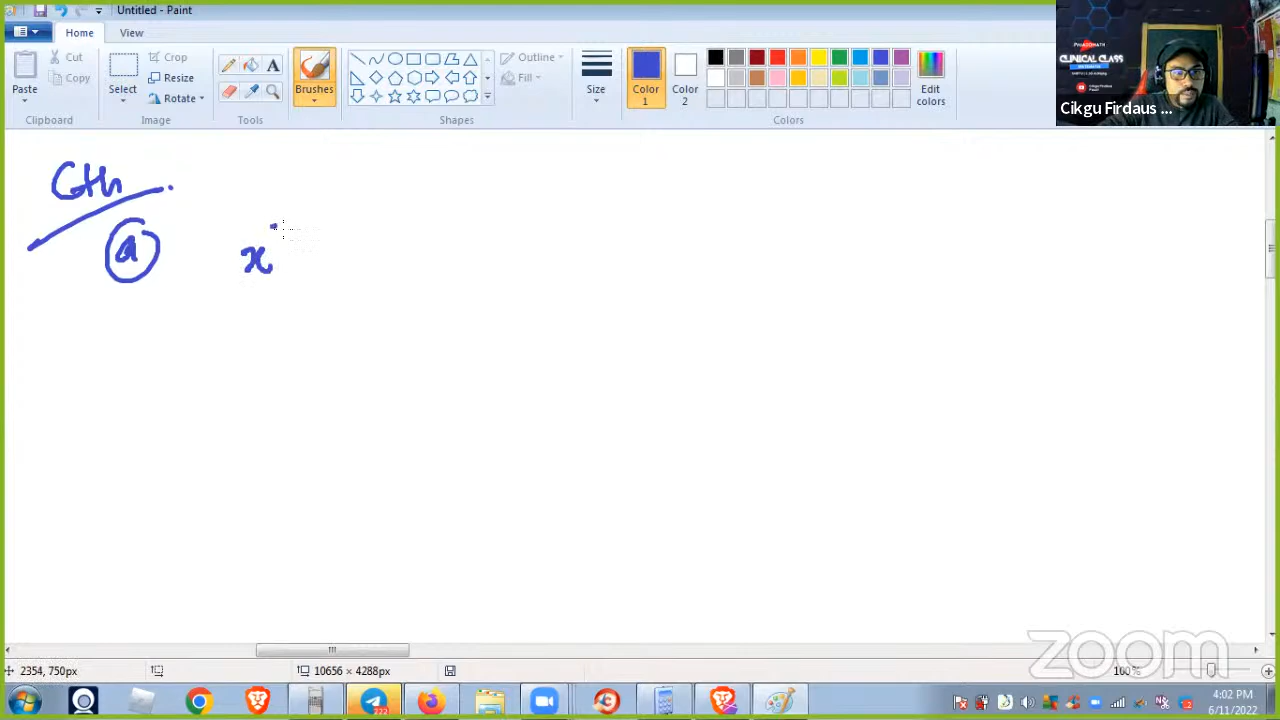 Untitled - Paint
Home View
Paste
Cut
Copy
Clipboard
Select
Crop
Resize
Rotate
Image
A
Tools
Brushes
Shapes
Outline
Fill
Size
Color 1
Color 2
Edit colors
Colors
CLINICAL CLASS
Cikgu Firdaus ...
Cth
a x
zoom
2354, 750px
10656 × 4288px
100%
4:02 PM
6/11/2022